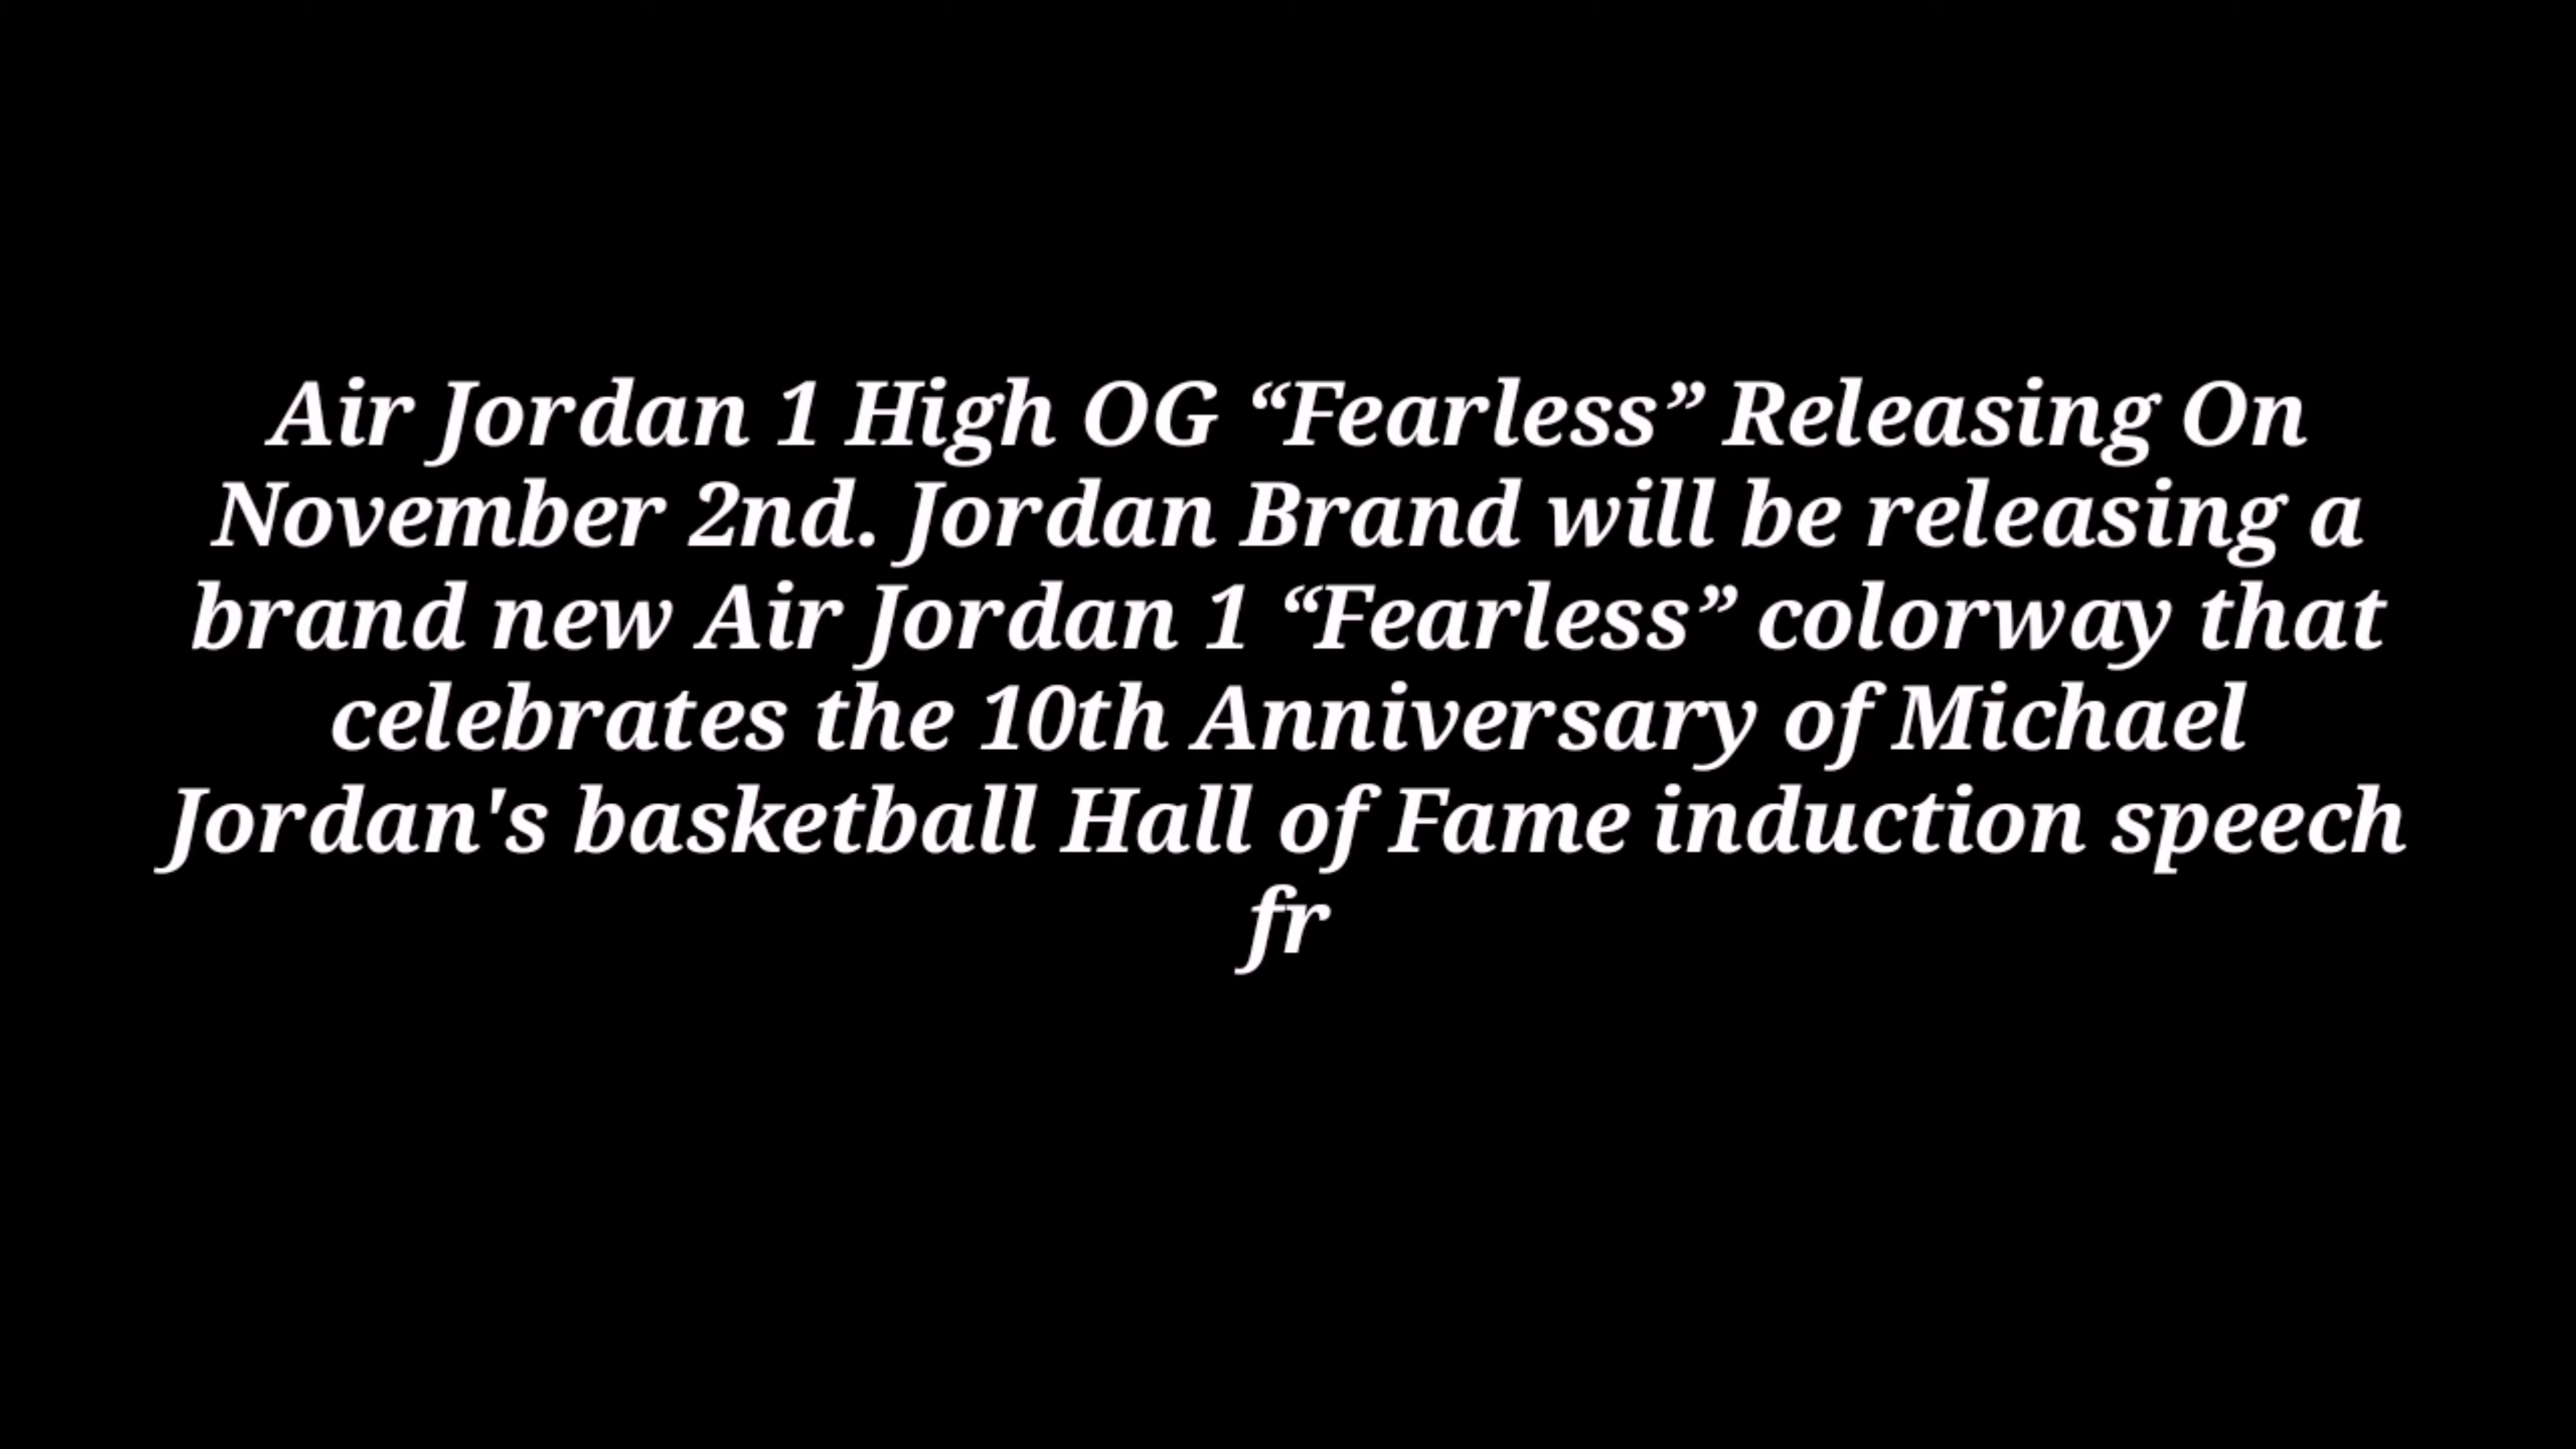 Air Jordan 1 High OG “Fearless” Releasing On
November 2nd. Jordan Brand will be releasing a
brand new Air Jordan 1 “Fearless” colorway that
celebrates the 10th Anniversary of Michael
Jordan's basketball Hall of Fame induction speech
fr